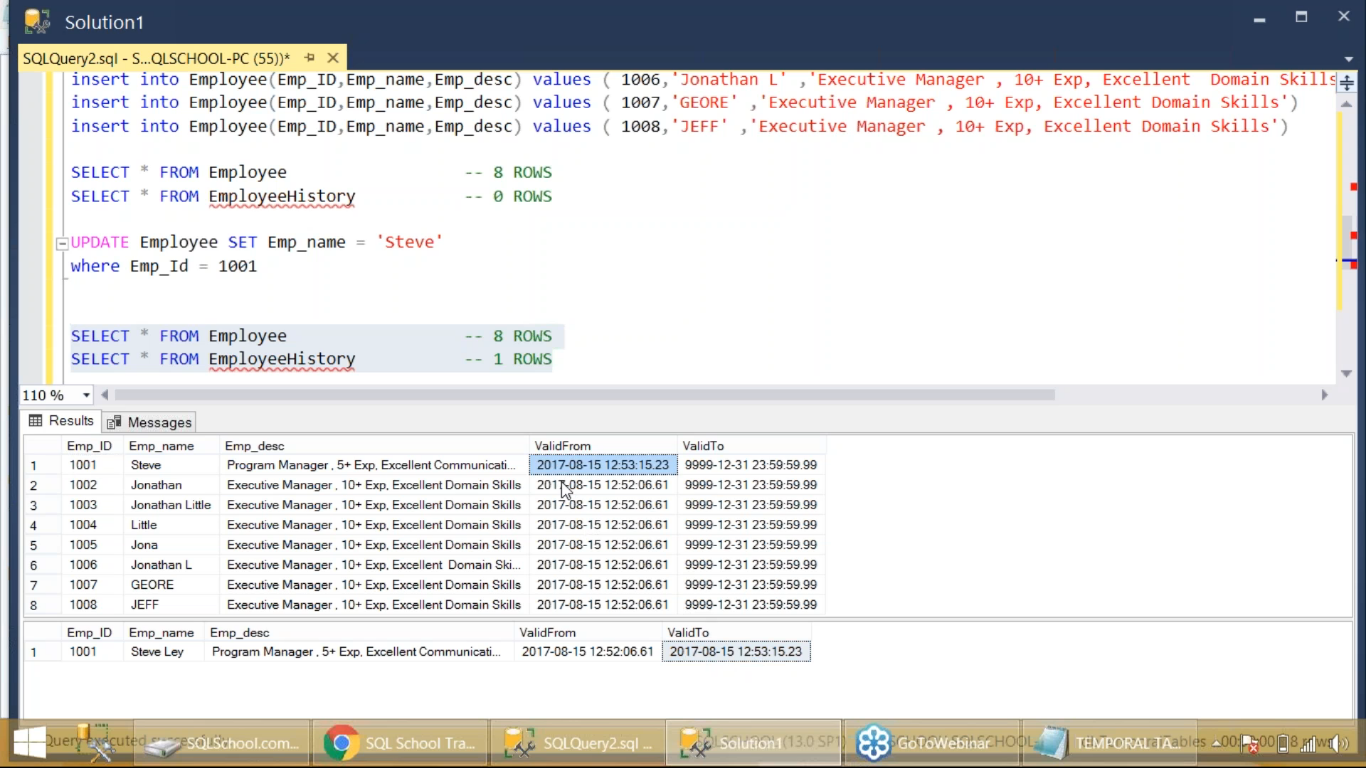 Solution1
SQLQuery2.sql - S...QLSCHOOL-PC (55))*
insert into Employee(Emp_ID,Emp_name,Emp_desc) values ( 1006,'Jonathan L' ,'Executive Manager , 10+ Exp, Excellent  Domain Skills
insert into Employee(Emp_ID,Emp_name,Emp_desc) values ( 1007,'GEORE' ,'Executive Manager , 10+ Exp, Excellent Domain Skills')
insert into Employee(Emp_ID,Emp_name,Emp_desc) values ( 1008,'JEFF' ,'Executive Manager , 10+ Exp, Excellent Domain Skills')
SELECT * FROM Employee -- 8 ROWS
SELECT * FROM EmployeeHistory -- 0 ROWS
UPDATE Employee SET Emp_name = 'Steve'
where Emp_Id = 1001
SELECT * FROM Employee -- 8 ROWS
SELECT * FROM EmployeeHistory -- 1 ROWS
110 %
Results Messages
Emp_ID Emp_name Emp_desc ValidFrom ValidTo
1 1001 Steve Program Manager , 5+ Exp, Excellent Communicati... 2017-08-15 12:53:15.23 9999-12-31 23:59:59.99
2 1002 Jonathan Executive Manager , 10+ Exp, Excellent Domain Skills 2017-08-15 12:52:06.61 9999-12-31 23:59:59.99
3 1003 Jonathan Little Executive Manager , 10+ Exp, Excellent Domain Skills 2017-08-15 12:52:06.61 9999-12-31 23:59:59.99
4 1004 Little Executive Manager , 10+ Exp, Excellent Domain Skills 2017-08-15 12:52:06.61 9999-12-31 23:59:59.99
5 1005 Jona Executive Manager , 10+ Exp, Excellent Domain Skills 2017-08-15 12:52:06.61 9999-12-31 23:59:59.99
6 1006 Jonathan L Executive Manager , 10+ Exp, Excellent  Domain Ski... 2017-08-15 12:52:06.61 9999-12-31 23:59:59.99
7 1007 GEORE Executive Manager , 10+ Exp, Excellent Domain Skills 2017-08-15 12:52:06.61 9999-12-31 23:59:59.99
8 1008 JEFF Executive Manager , 10+ Exp, Excellent Domain Skills 2017-08-15 12:52:06.61 9999-12-31 23:59:59.99
Emp_ID Emp_name Emp_desc ValidFrom ValidTo
1 1001 Steve Ley Program Manager , 5+ Exp, Excellent Communicati... 2017-08-15 12:52:06.61 2017-08-15 12:53:15.23
Query executed SQLSchool.com... SQL School Tra... SQLQuery2.sql ... Solution1 (13.0 SP1) GoToWebinar TEMPORAL TA...